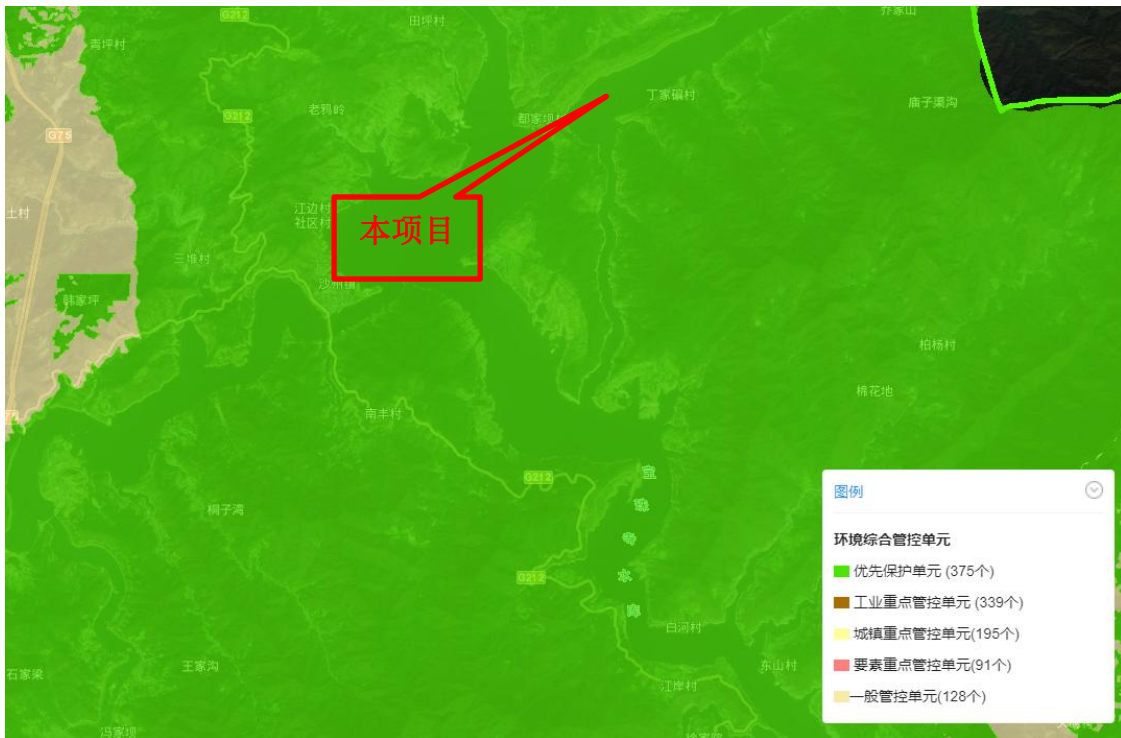 乔家山
田坪村
G212
青坪村
丁家碥村
庙子渠沟
老鸦岭
G212
都家坝村
G75
江边村
社区村
土村
本项目
三堆村
沙州镇
韩家坪
柏杨村
棉花地
南丰村
G212
宝
珠
寺
水
库
桐子湾
G212
白河村
王家沟
东山村
石家梁
江岸村
冯家坝
图例
环境综合管控单元
优先保护单元 (375个)
工业重点管控单元 (339个)
城镇重点管控单元(195个)
要素重点管控单元(91个)
一般管控单元(128个)